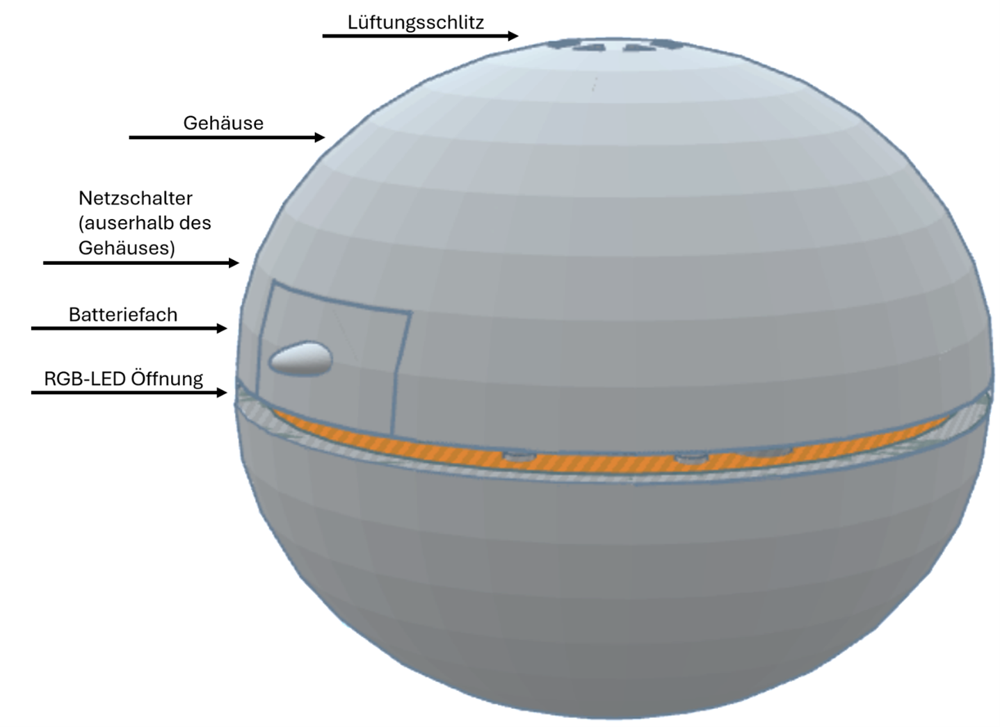 Lüftungsschlitz
Gehäuse
Netzschalter
(auserhalb des
Gehäuses)
Batteriefach
RGB-LED Öffnung